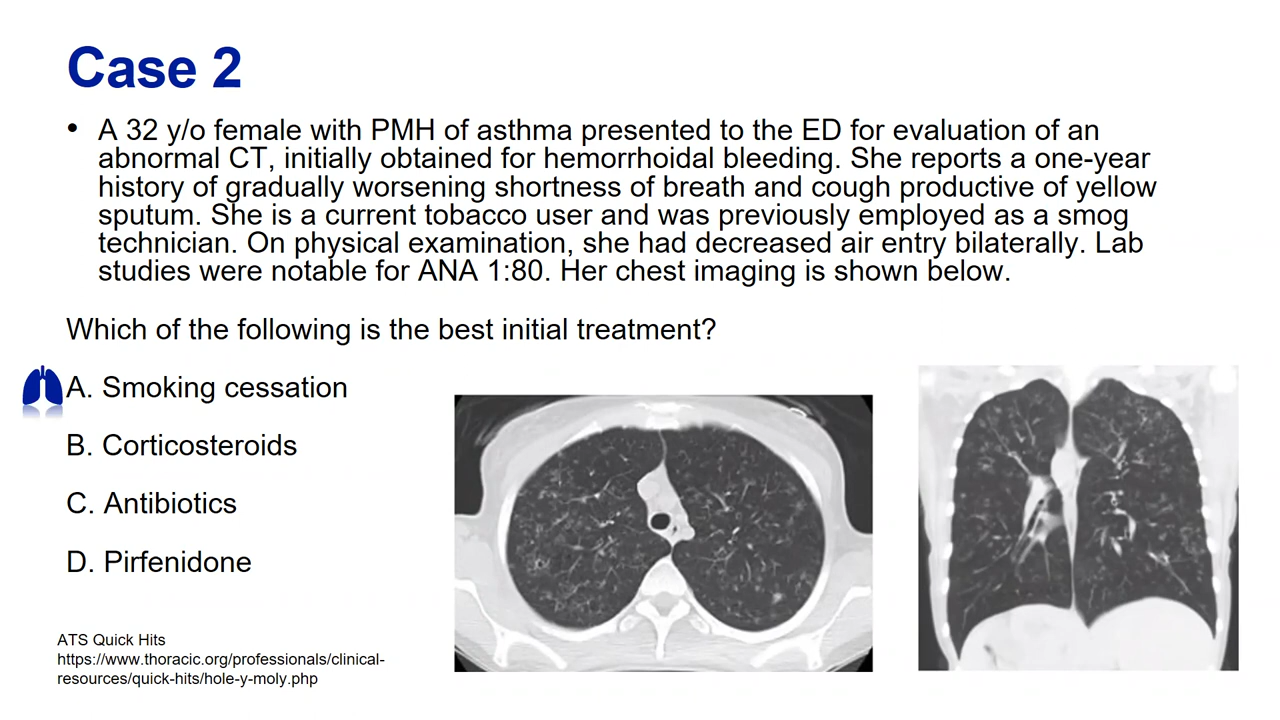 Case 2
• A 32 y/o female with PMH of asthma presented to the ED for evaluation of an
abnormal CT, initially obtained for hemorrhoidal bleeding. She reports a one-year
history of gradually worsening shortness of breath and cough productive of yellow
sputum. She is a current tobacco user and was previously employed as a smog
technician. On physical examination, she had decreased air entry bilaterally. Lab
studies were notable for ANA 1:80. Her chest imaging is shown below.
Which of the following is the best initial treatment?
A. Smoking cessation
B. Corticosteroids
C. Antibiotics
D. Pirfenidone
ATS Quick Hits
https://www.thoracic.org/professionals/clinical-
resources/quick-hits/hole-y-moly.php